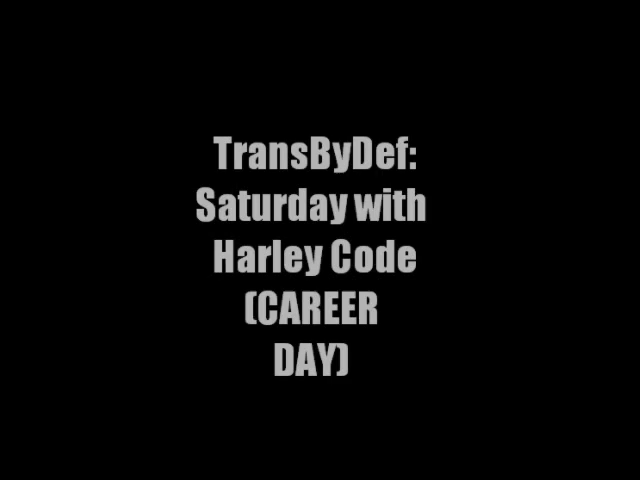 TransByDef:
Saturday with
Harley Code
(CAREER
DAY)